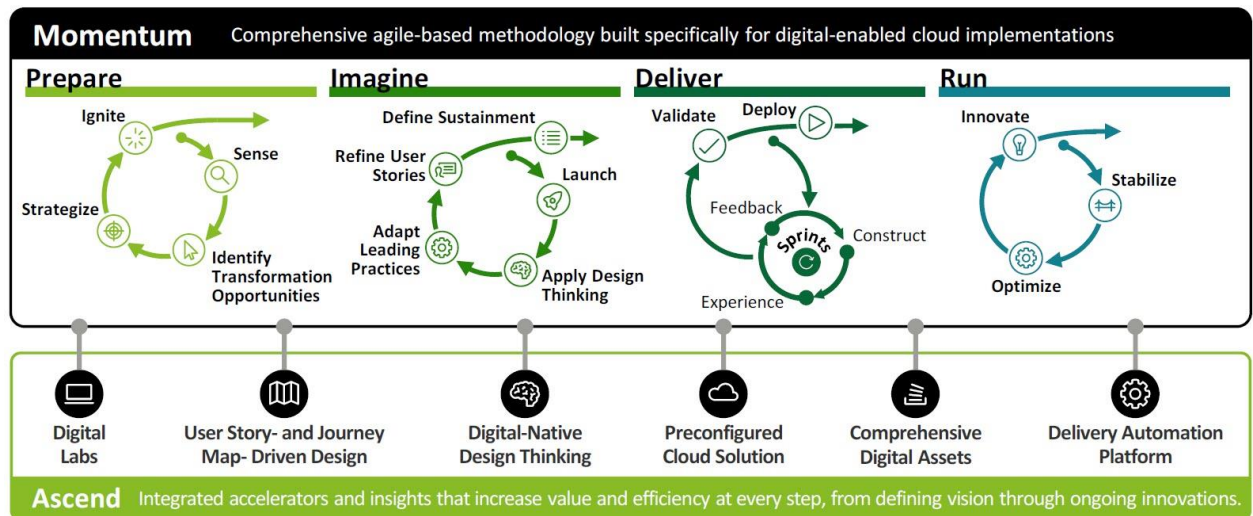 Momentum Comprehensive agile-based methodology built specifically for digital-enabled cloud implementations
Prepare
Ignite
Sense
Strategize
Identify
Transformation
Opportunities
Imagine
Define Sustainment
Refine User
Stories
Launch
Adapt
Leading
Practices
Apply Design
Thinking
Deliver
Validate
Deploy
Feedback
Sprints
Construct
Experience
Run
Innovate
Stabilize
Optimize
Digital
Labs
User Story- and Journey
Map- Driven Design
Digital-Native
Design Thinking
Preconfigured
Cloud Solution
Comprehensive
Digital Assets
Delivery Automation
Platform
Ascend Integrated accelerators and insights that increase value and efficiency at every step, from defining vision through ongoing innovations.